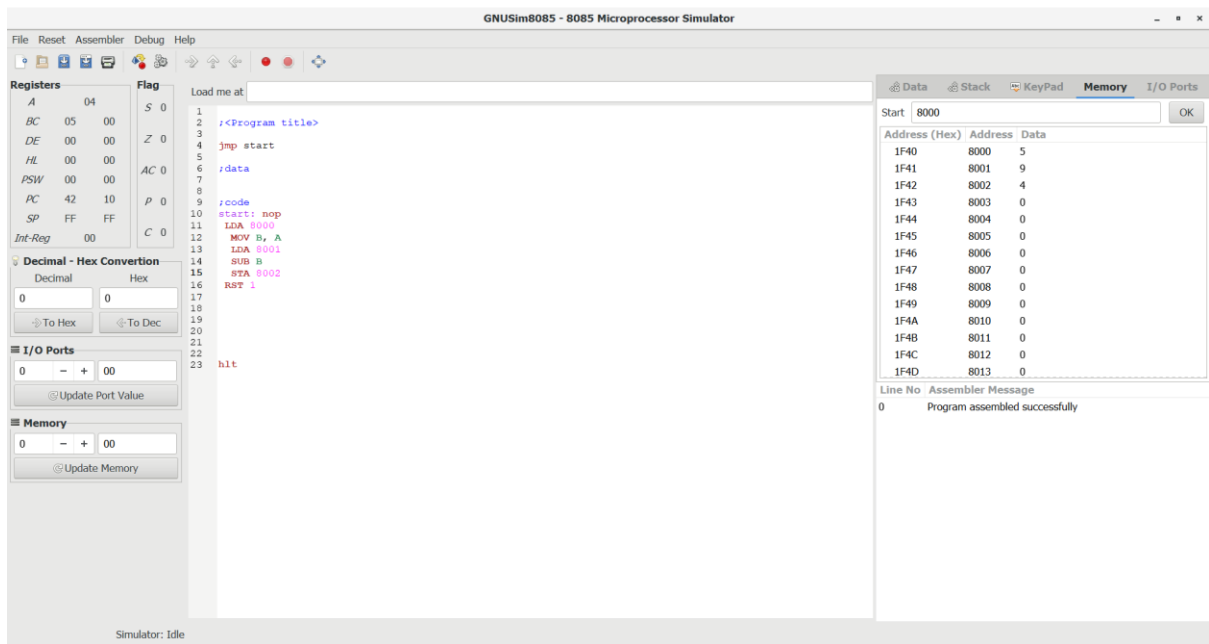 GNUSim8085 - 8085 Microprocessor Simulator
File Reset Assembler Debug Help
Registers
A 04
BC 05 00
DE 00 00
HL 00 00
PSW 00 00
PC 42 10
SP FF FF
Int-Reg 00
Flag
S 0
Z 0
AC 0
P 0
C 0
Decimal - Hex Convertion
Decimal Hex
0 0
To Hex To Dec
I/O Ports
0 - + 00
Update Port Value
Memory
0 - + 00
Update Memory
Load me at
1
2 ;<Program title>
3
4 jmp start
5
6 ;data
7
8
9 ;code
10 start: nop
11 LDA 8000
12 MOV B, A
13 LDA 8001
14 SUB B
15 STA 8002
16 RST 1
17
18
19
20
21
22
23 hlt
Data Stack KeyPad Memory I/O Ports
Start 8000 OK
Address (Hex) Address Data
1F40 8000 5
1F41 8001 9
1F42 8002 4
1F43 8003 0
1F44 8004 0
1F45 8005 0
1F46 8006 0
1F47 8007 0
1F48 8008 0
1F49 8009 0
1F4A 8010 0
1F4B 8011 0
1F4C 8012 0
1F4D 8013 0
Line No Assembler Message
0 Program assembled successfully
Simulator: Idle